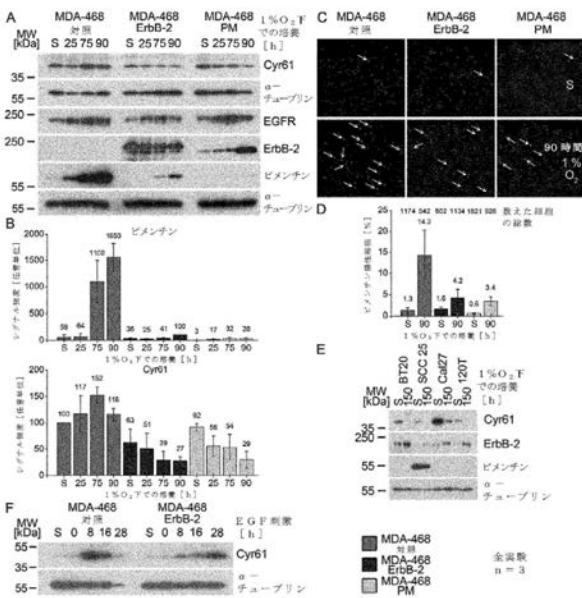 A
MDA-468 対照
MDA-468 ErbB-2
MDA-468 PM
1%O₂下での培養 [h]
MW [kDa]
S 25 75 90 S 25 75 90 S 25 75 90
35
Cyr61
55
α-チューブリン
250
EGFR
250
ErbB-2
55
ビメンチン
55
α-チューブリン
B
ビメンチン
シグナル強度 [任意単位]
2000
1500
1000
500
0
59 64 1102 1553 36 25 41 100 3 17 32 28
S 25 75 90 S 25 75 90 S 25 75 90
1%O₂下での培養 [h]
Cyr61
シグナル強度 [任意単位]
200
150
100
50
0
100 117 152 116 63 51 29 27 92 56 54 29
S 25 75 90 S 25 75 90 S 25 75 90
1%O₂下での培養 [h]
C
MDA-468 対照
MDA-468 ErbB-2
MDA-468 PM
S
90 時間
1%
O₂
D
数えた細胞の総数
1174 542 802 1134 1621 926
ビメンチン陽性細胞 [%]
25
20
15
10
5
0
1.3 14.3 1.6 4.2 0.6 3.4
S 90 S 90 S 90
1%O₂下での培養 [h]
E
BT20
SCC 25
Cal27
120T
1%O₂下での培養 [h]
MW [kDa]
S 150 S 150 S 150 S 150
35
Cyr61
250
ErbB-2
55
ビメンチン
55
α-チューブリン
F
MDA-468 対照
MDA-468 ErbB-2
EGF刺激 [h]
MW [kDa]
S 0 8 16 28 S 0 8 16 28
55
Cyr61
55
α-チューブリン
MDA-468 対照
MDA-468 ErbB-2
MDA-468 PM
全実験
n = 3